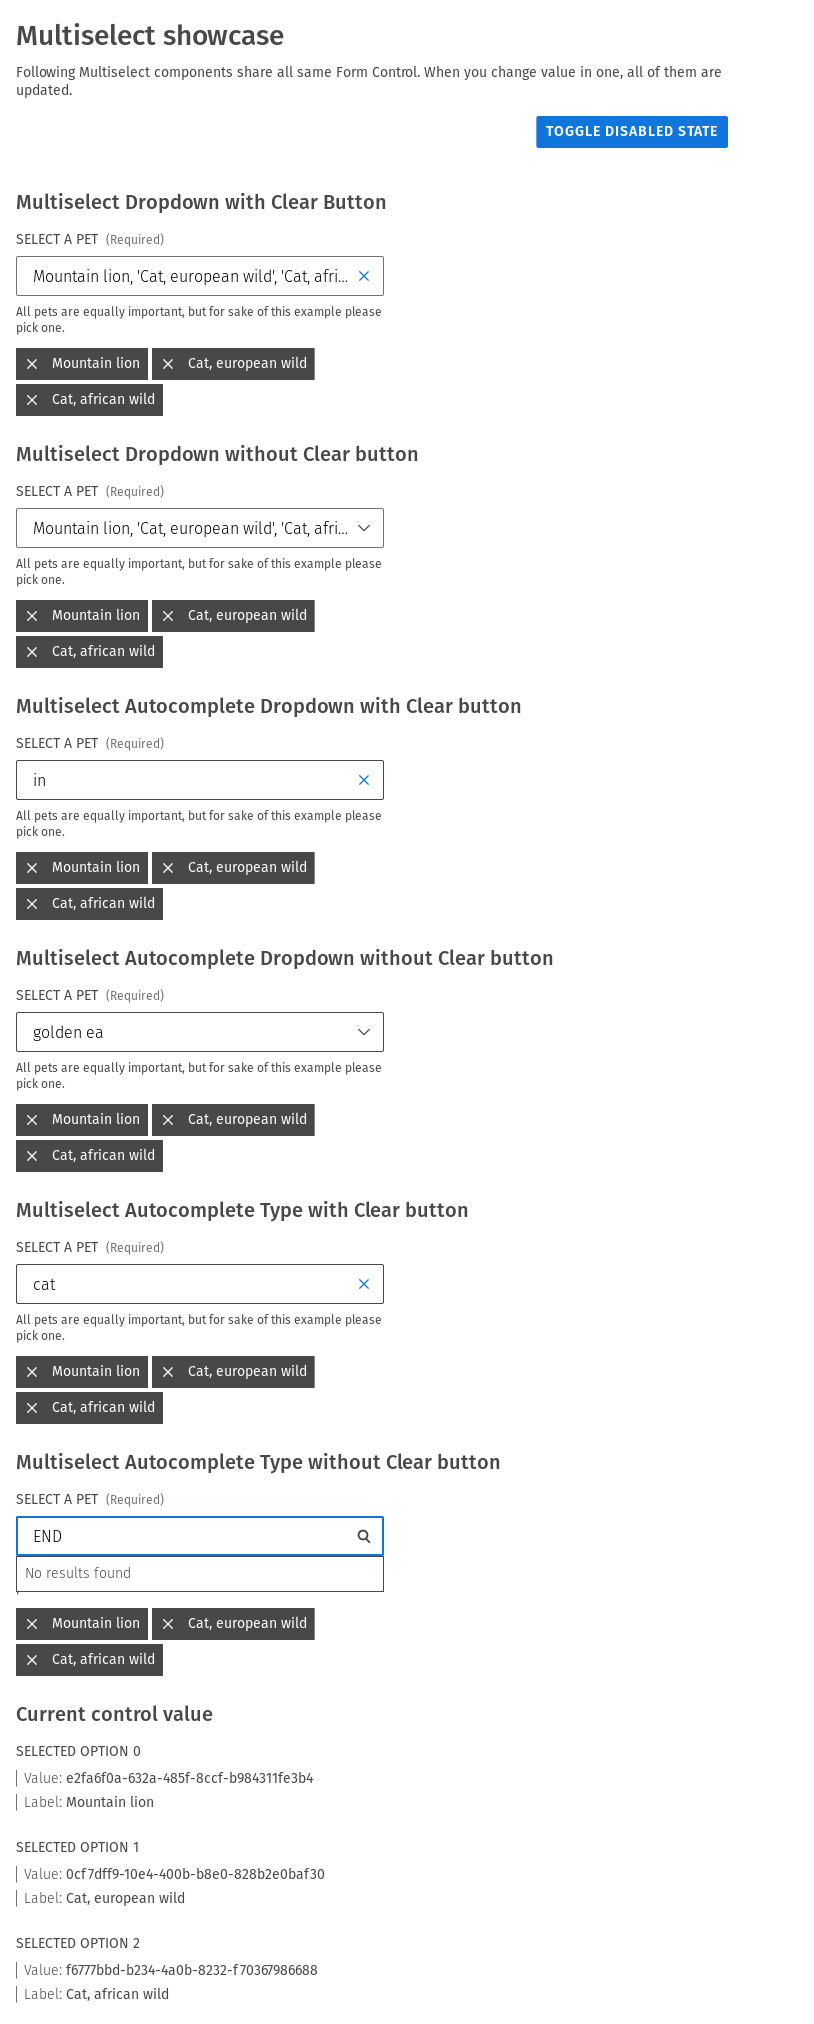 Multiselect showcase
Following Multiselect components share all same Form Control. When you change value in one, all of them are
updated.
TOGGLE DISABLED STATE
Multiselect Dropdown with Clear Button
SELECT A PET (Required)
Mountain lion, 'Cat, european wild', 'Cat, afri...
All pets are equally important, but for sake of this example please
pick one.
Mountain lion Cat, european wild
Cat, african wild
Multiselect Dropdown without Clear button
SELECT A PET (Required)
Mountain lion, 'Cat, european wild', 'Cat, afri...
All pets are equally important, but for sake of this example please
pick one.
Mountain lion Cat, european wild
Cat, african wild
Multiselect Autocomplete Dropdown with Clear button
SELECT A PET (Required)
in
All pets are equally important, but for sake of this example please
pick one.
Mountain lion Cat, european wild
Cat, african wild
Multiselect Autocomplete Dropdown without Clear button
SELECT A PET (Required)
golden ea
All pets are equally important, but for sake of this example please
pick one.
Mountain lion Cat, european wild
Cat, african wild
Multiselect Autocomplete Type with Clear button
SELECT A PET (Required)
cat
All pets are equally important, but for sake of this example please
pick one.
Mountain lion Cat, european wild
Cat, african wild
Multiselect Autocomplete Type without Clear button
SELECT A PET (Required)
END
No results found
Mountain lion Cat, european wild
Cat, african wild
Current control value
SELECTED OPTION 0
Value: e2fa6f0a-632a-485f-8ccf-b984311fe3b4
Label: Mountain lion
SELECTED OPTION 1
Value: 0cf7dff9-10e4-400b-b8e0-828b2e0baf30
Label: Cat, european wild
SELECTED OPTION 2
Value: f6777bbd-b234-4a0b-8232-f70367986688
Label: Cat, african wild